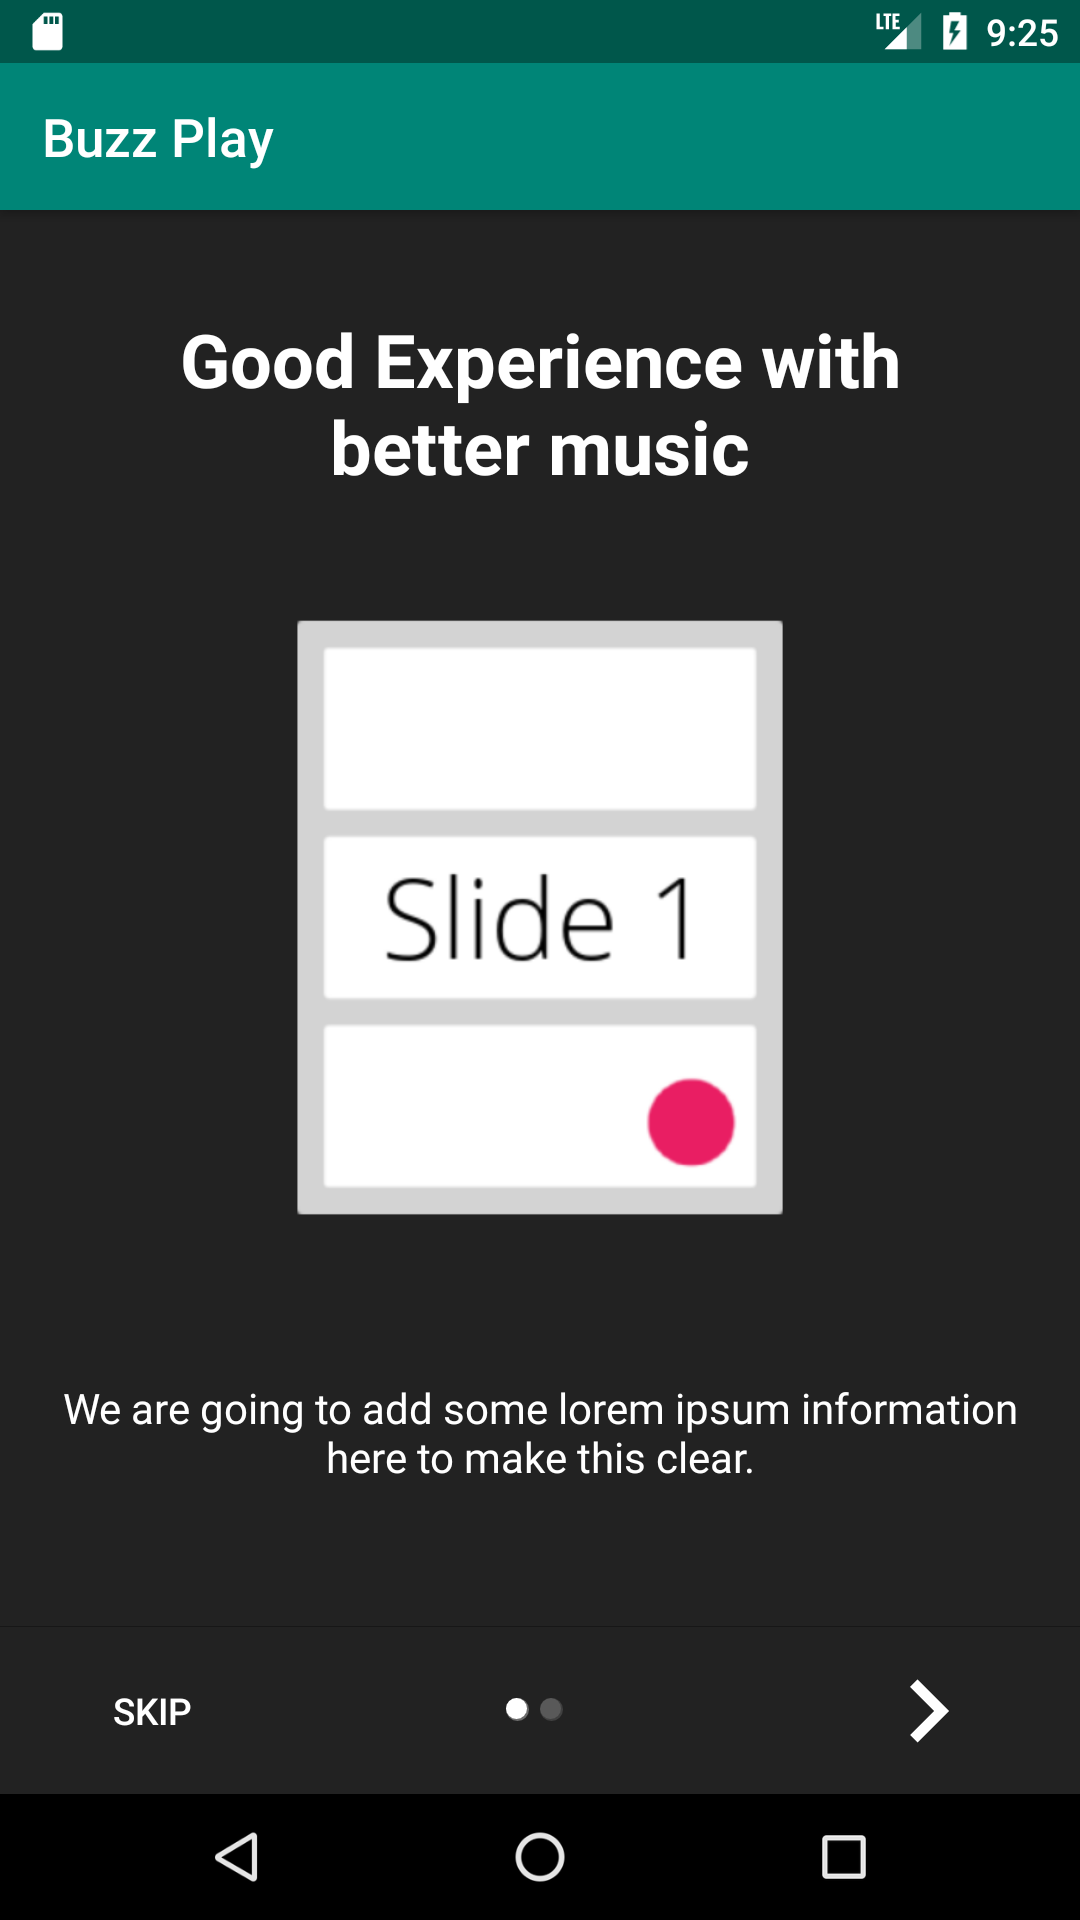 LTE 9:25
Buzz Play
Good Experience with
better music
Slide 1
We are going to add some lorem ipsum information
here to make this clear.
SKIP